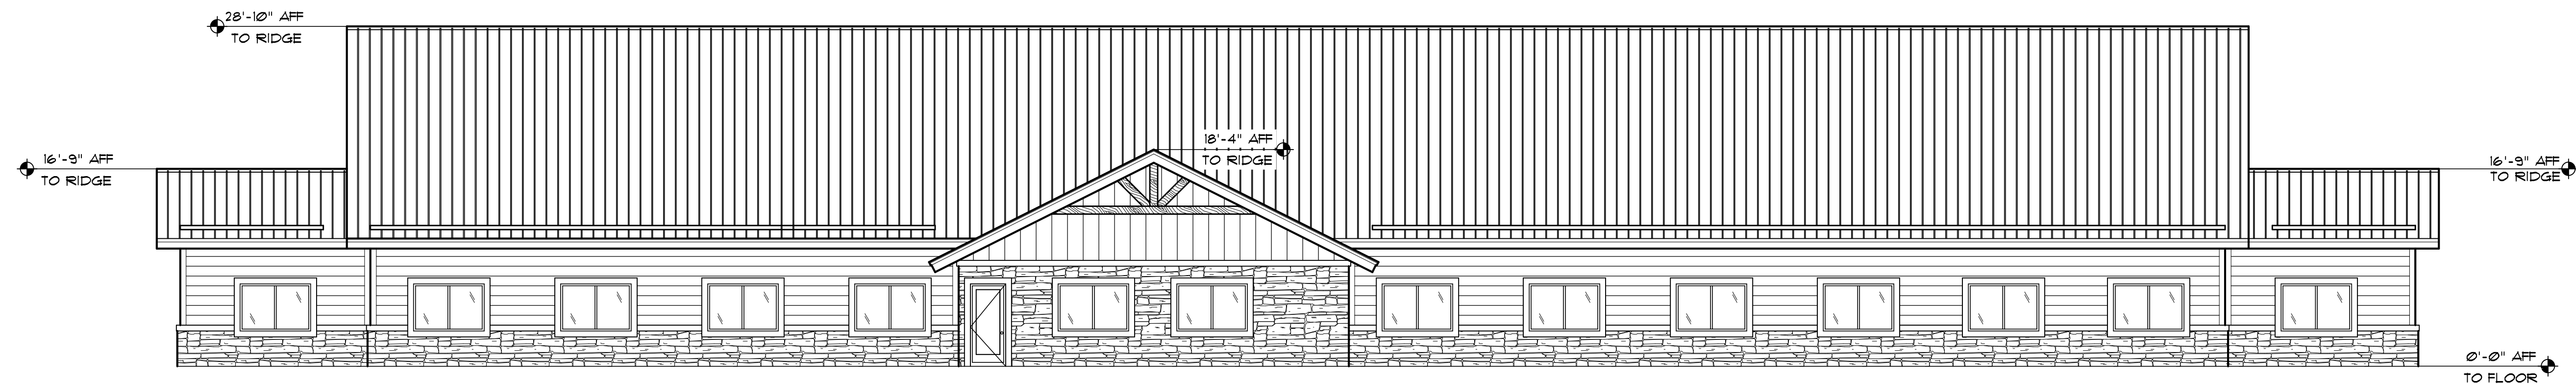 28'-10" AFF
TO RIDGE
18'-4" AFF
TO RIDGE
16'-9" AFF
TO RIDGE
16'-9" AFF
TO RIDGE
0'-0" AFF
TO FLOOR